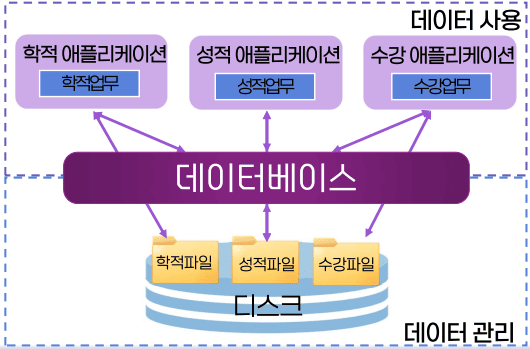 데이터 사용
학적 애플리케이션
학적업무
성적 애플리케이션
성적업무
수강 애플리케이션
수강업무
데이터베이스
학적파일
성적파일
수강파일
디스크
데이터 관리